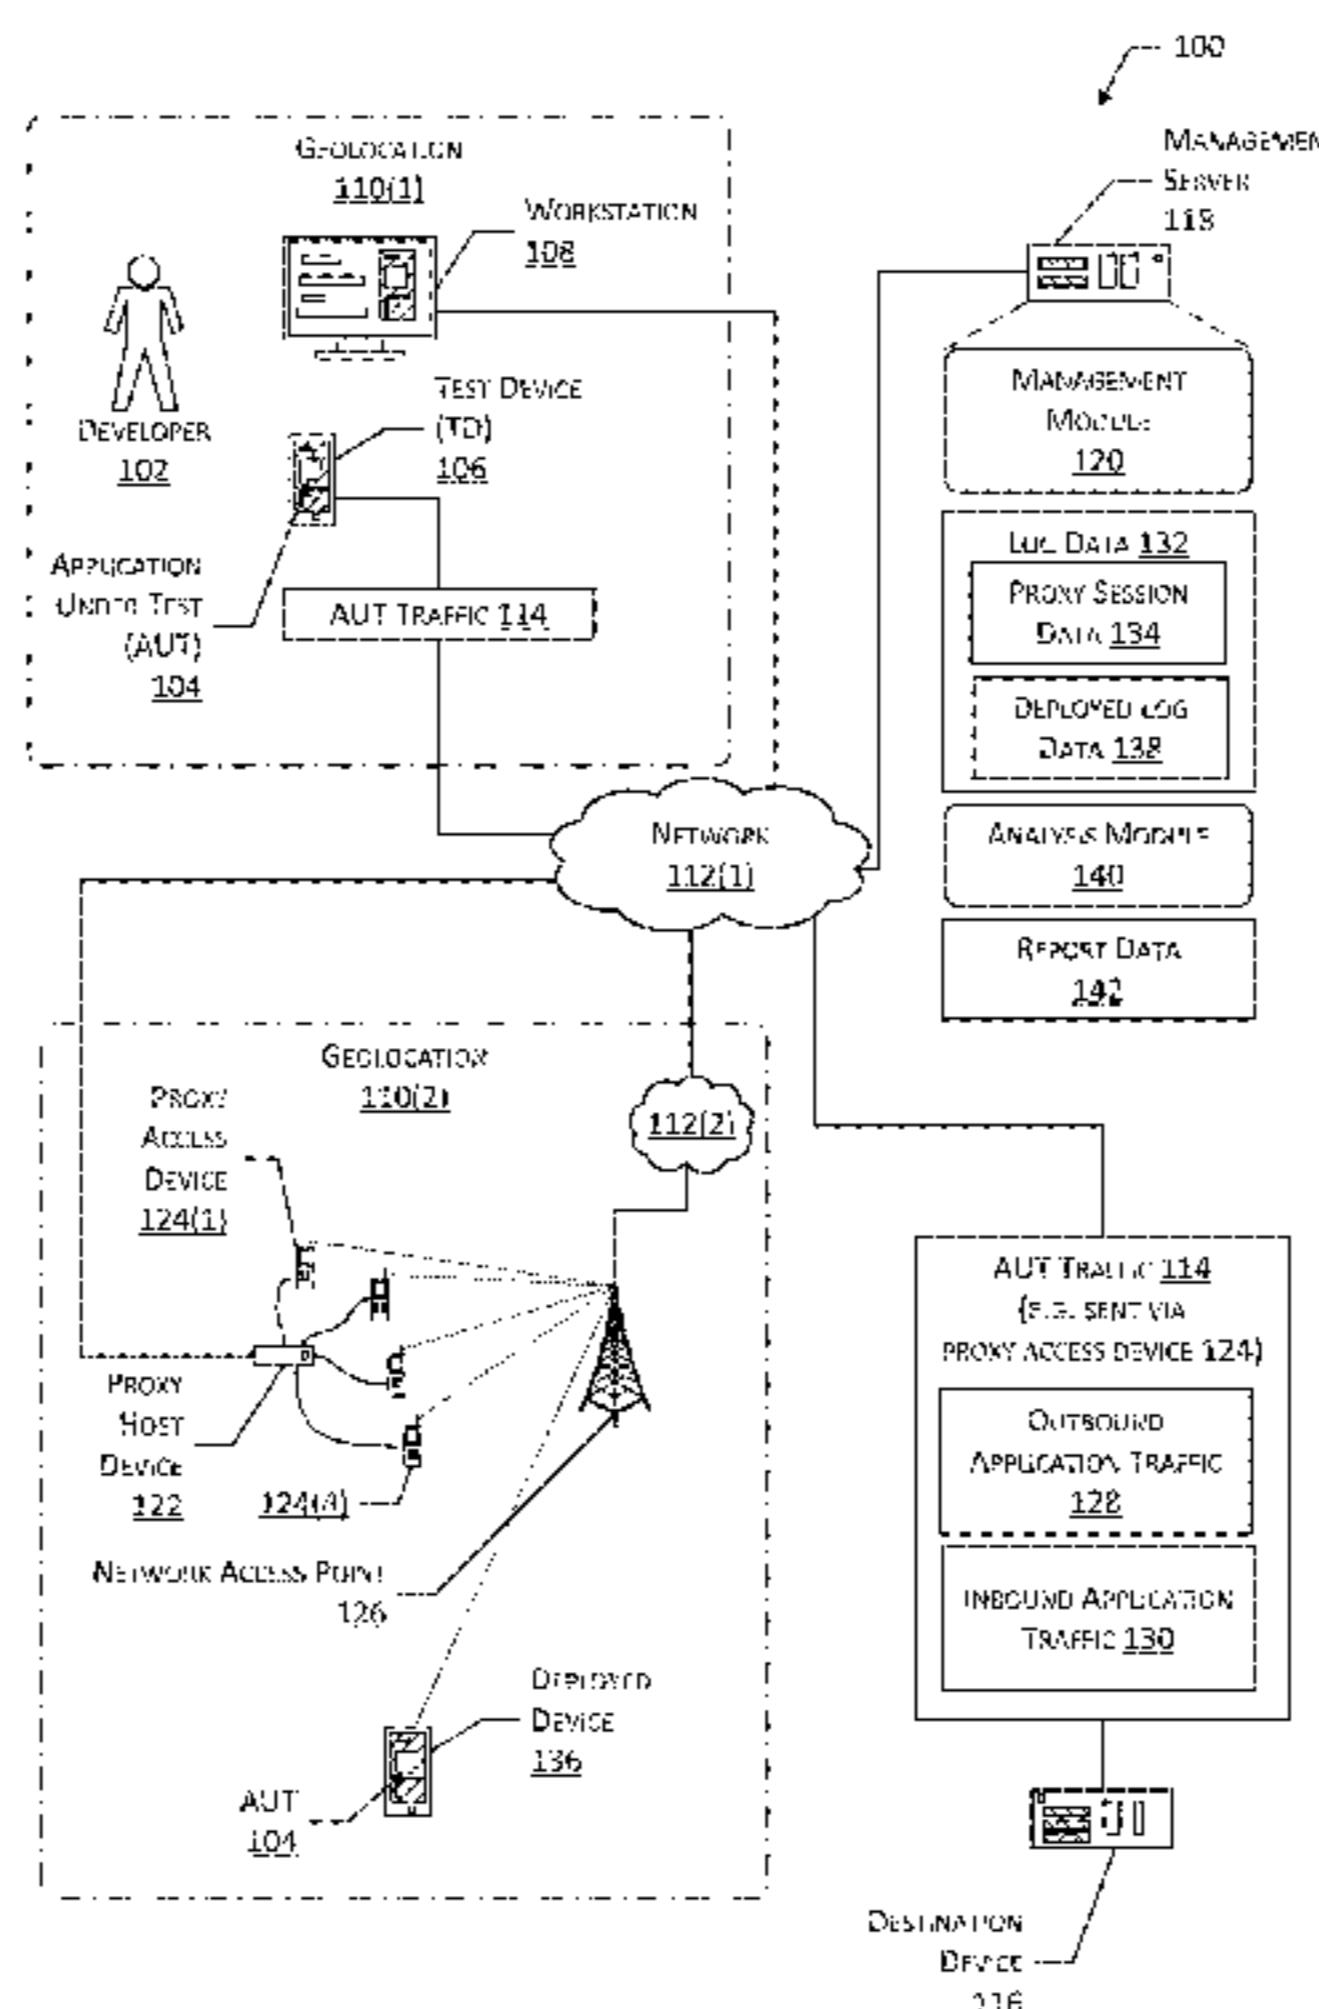 100
GEOLOCATION
110(1)
WORKSTATION
108
DEVELOPER
102
TEST DEVICE
(TD)
106
APPLICATION
UNDER TEST
(AUT)
104
AUT TRAFFIC 114
MANAGEMEN
SERVER
118
MANAGEMENT
MODULE
120
LOG DATA 132
PROXY SESSION
DATA 134
DEPLOYED LOG
DATA 138
ANALYSIS MODULE
140
REPORT DATA
142
NETWORK
112(1)
GEOLOCATION
110(2)
112(2)
PROXY
ACCESS
DEVICE
124(1)
PROXY
HOST
DEVICE
122
124(4)
NETWORK ACCESS POINT
126
DEPLOYED
DEVICE
136
AUT
104
AUT TRAFFIC 114
(E.G. SENT VIA
PROXY ACCESS DEVICE 124)
OUTBOUND
APPLICATION TRAFFIC
128
INBOUND APPLICATION
TRAFFIC 130
DESTINATION
DEVICE
116